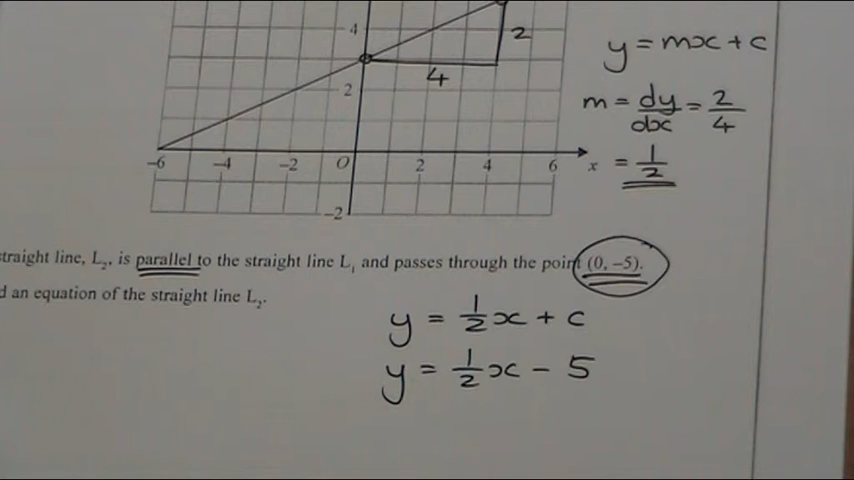 4
2
y = mx + c
2
4
m = dy/dx = 2/4
= 1/2
-6 -4 -2 O 2 4 6 x
-2
straight line, L₂, is parallel to the straight line L₁ and passes through the point (0, -5).
an equation of the straight line L₂.
y = 1/2 x + c
y = 1/2 x - 5